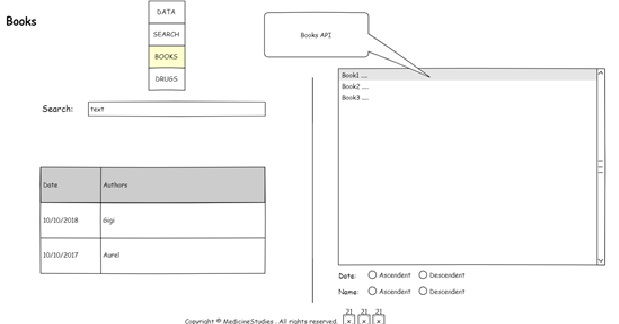 Books
DATA
SEARCH
BOOKS
DRUGS
Books API
Search: text
Date Authors
10/10/2018 Gigi
10/10/2017 Aurel
Book1 ...
Book2 ...
Book3 ...
Date: Ascendent Descendent
Name: Ascendent Descendent
21 21 21
x x x
Copyright © MedicineStudies . All rights reserved.